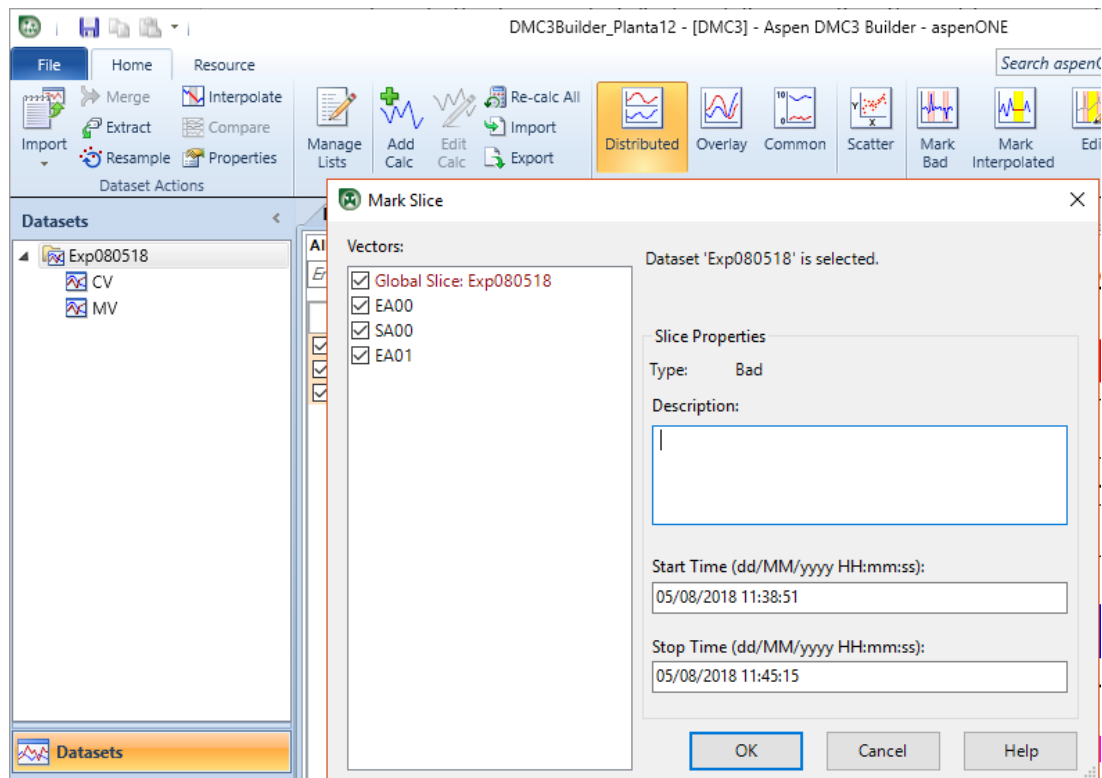 DMC3Builder_Planta12 - [DMC3] - Aspen DMC3 Builder - aspenONE
File Home Resource
Search aspenO
Import
Merge
Extract
Resample
Interpolate
Compare
Properties
Dataset Actions
Manage
Lists
Add
Calc
Edit
Calc
Re-calc All
Import
Export
Distributed
Overlay
Common
Scatter
Mark
Bad
Mark
Interpolated
Edi
Datasets
Exp080518
CV
MV
Al
Er
Mark Slice
Vectors:
Global Slice: Exp080518
EA00
SA00
EA01
Dataset 'Exp080518' is selected.
Slice Properties
Type: Bad
Description:
Start Time (dd/MM/yyyy HH:mm:ss):
05/08/2018 11:38:51
Stop Time (dd/MM/yyyy HH:mm:ss):
05/08/2018 11:45:15
OK Cancel Help
Datasets